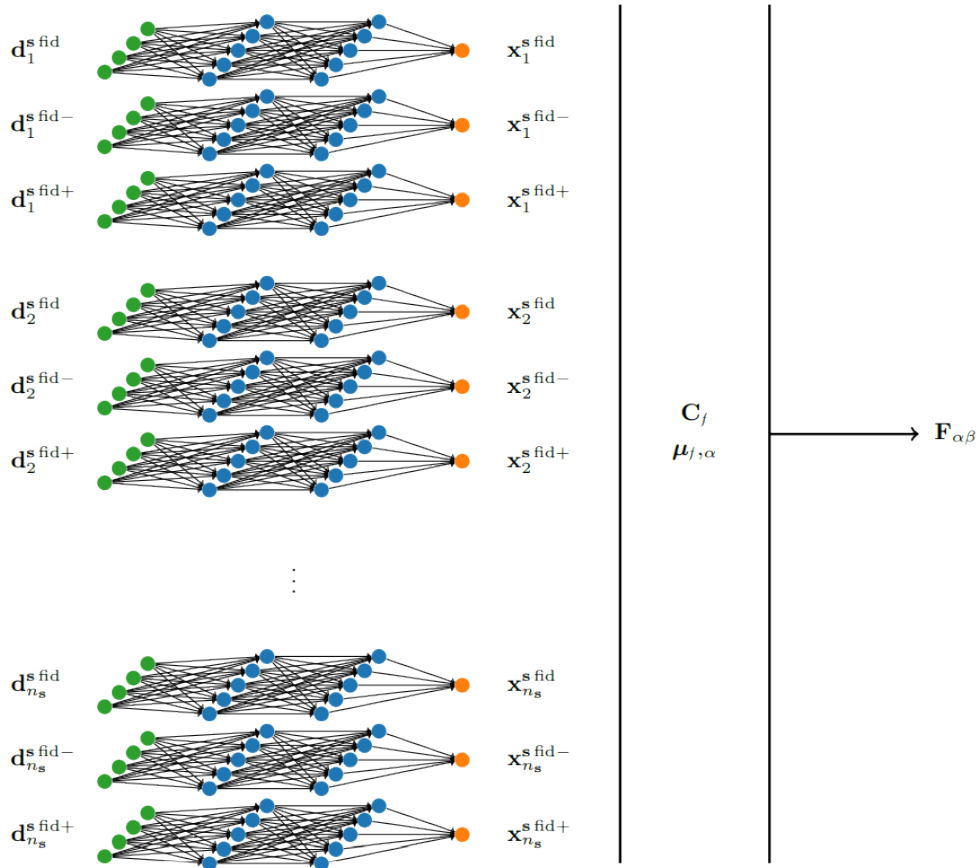 d₁^{s fid} x₁^{s fid}
d₁^{s fid−} x₁^{s fid−}
d₁^{s fid+} x₁^{s fid+}
d₂^{s fid} x₂^{s fid}
d₂^{s fid−} x₂^{s fid−}
C_f
F_{αβ}
μ_{f,α}
d₂^{s fid+} x₂^{s fid+}
⋮
d_{n_s}^{s fid} x_{n_s}^{s fid}
d_{n_s}^{s fid−} x_{n_s}^{s fid−}
d_{n_s}^{s fid+} x_{n_s}^{s fid+}